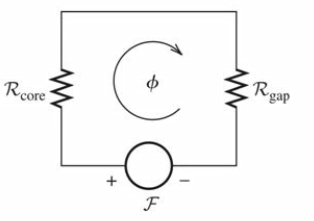 ϕ
ℛcore
ℛgap
+ −
ℱ